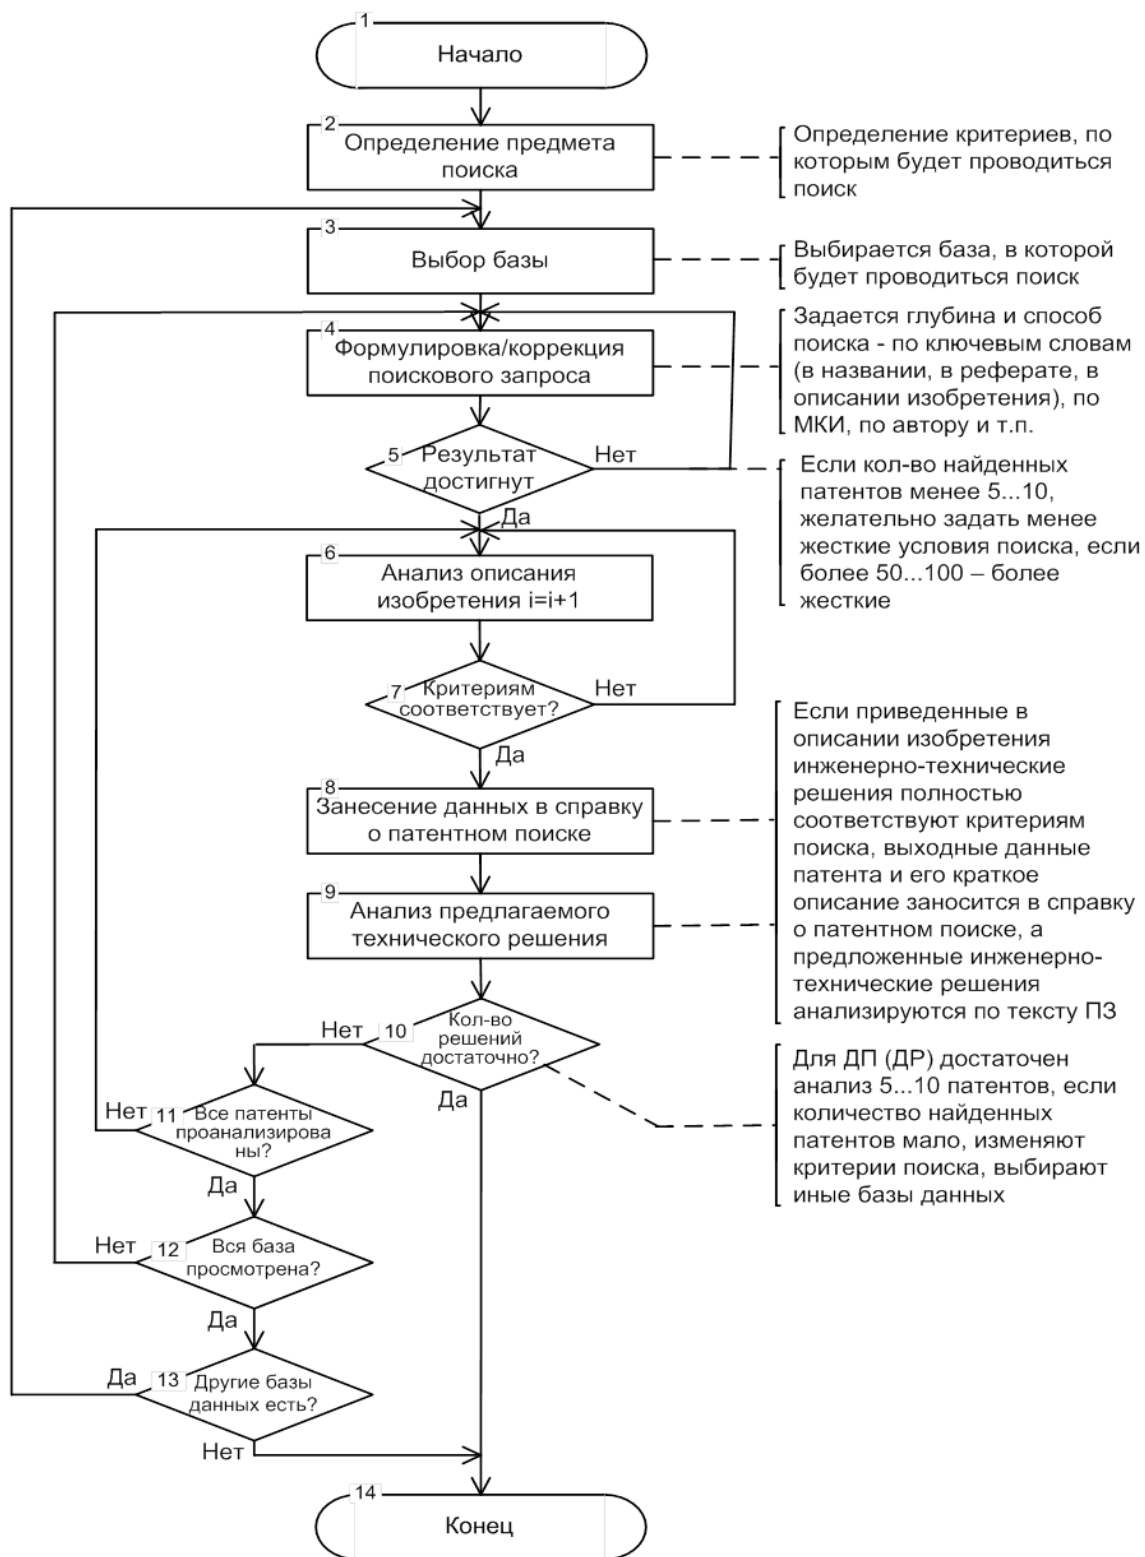 1
Начало
2
Определение предмета
поиска
Определение критериев, по
которым будет проводиться
поиск
3
Выбор базы
Выбирается база, в которой
будет проводиться поиск
4
Формулировка/коррекция
поискового запроса
Задается глубина и способ
поиска - по ключевым словам
(в названии, в реферате, в
описании изобретения), по
МКИ, по автору и т.п.
5
Результат
достигнут
Нет
Да
Если кол-во найденных
патентов менее 5...10,
желательно задать менее
жесткие условия поиска, если
более 50...100 – более
жесткие
6
Анализ описания
изобретения i=i+1
7
Критериям
соответствует?
Нет
Да
8
Занесение данных в справку
о патентном поиске
Если приведенные в
описании изобретения
инженерно-технические
решения полностью
соответствуют критериям
поиска, выходные данные
патента и его краткое
описание заносится в справку
о патентном поиске, а
предложенные инженерно-
технические решения
анализируются по тексту ПЗ
9
Анализ предлагаемого
технического решения
10
Кол-во
решений
достаточно?
Нет
Да
Для ДП (ДР) достаточен
анализ 5...10 патентов, если
количество найденных
патентов мало, изменяют
критерии поиска, выбирают
иные базы данных
11
Все патенты
проанализирова
ны?
Нет
Да
12
Вся база
просмотрена?
Нет
Да
13
Другие базы
данных есть?
Да
Нет
14
Конец